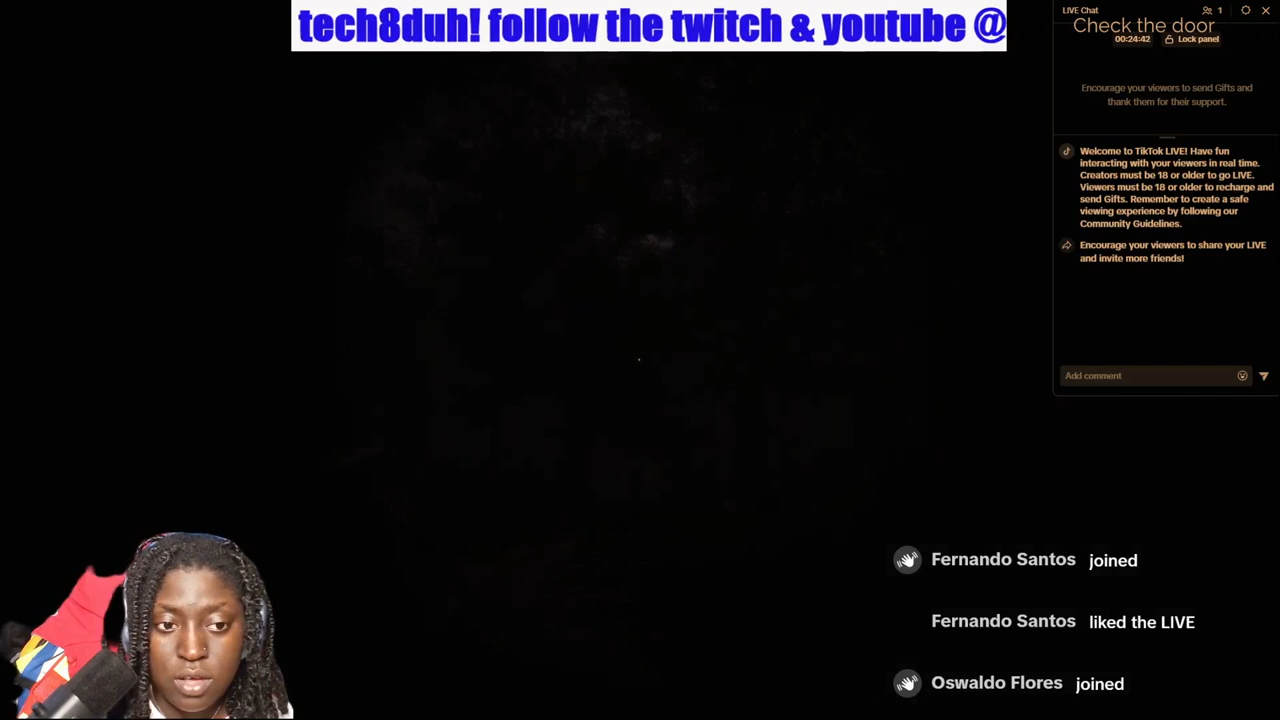 tech8duh! follow the twitch & youtube @
LIVE Chat
1
Check the door
00:24:42
Lock panel
Encourage your viewers to send Gifts and
thank them for their support.
Welcome to TikTok LIVE! Have fun
interacting with your viewers in real time.
Creators must be 18 or older to go LIVE.
Viewers must be 18 or older to recharge and
send Gifts. Remember to create a safe
viewing experience by following our
Community Guidelines.
Encourage your viewers to share your LIVE
and invite more friends!
Add comment
Fernando Santos joined
Fernando Santos liked the LIVE
Oswaldo Flores joined